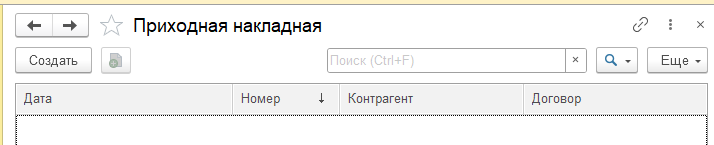 Приходная накладная
Создать Поиск (Ctrl+F) × Еще
Дата Номер ↓ Контрагент Договор